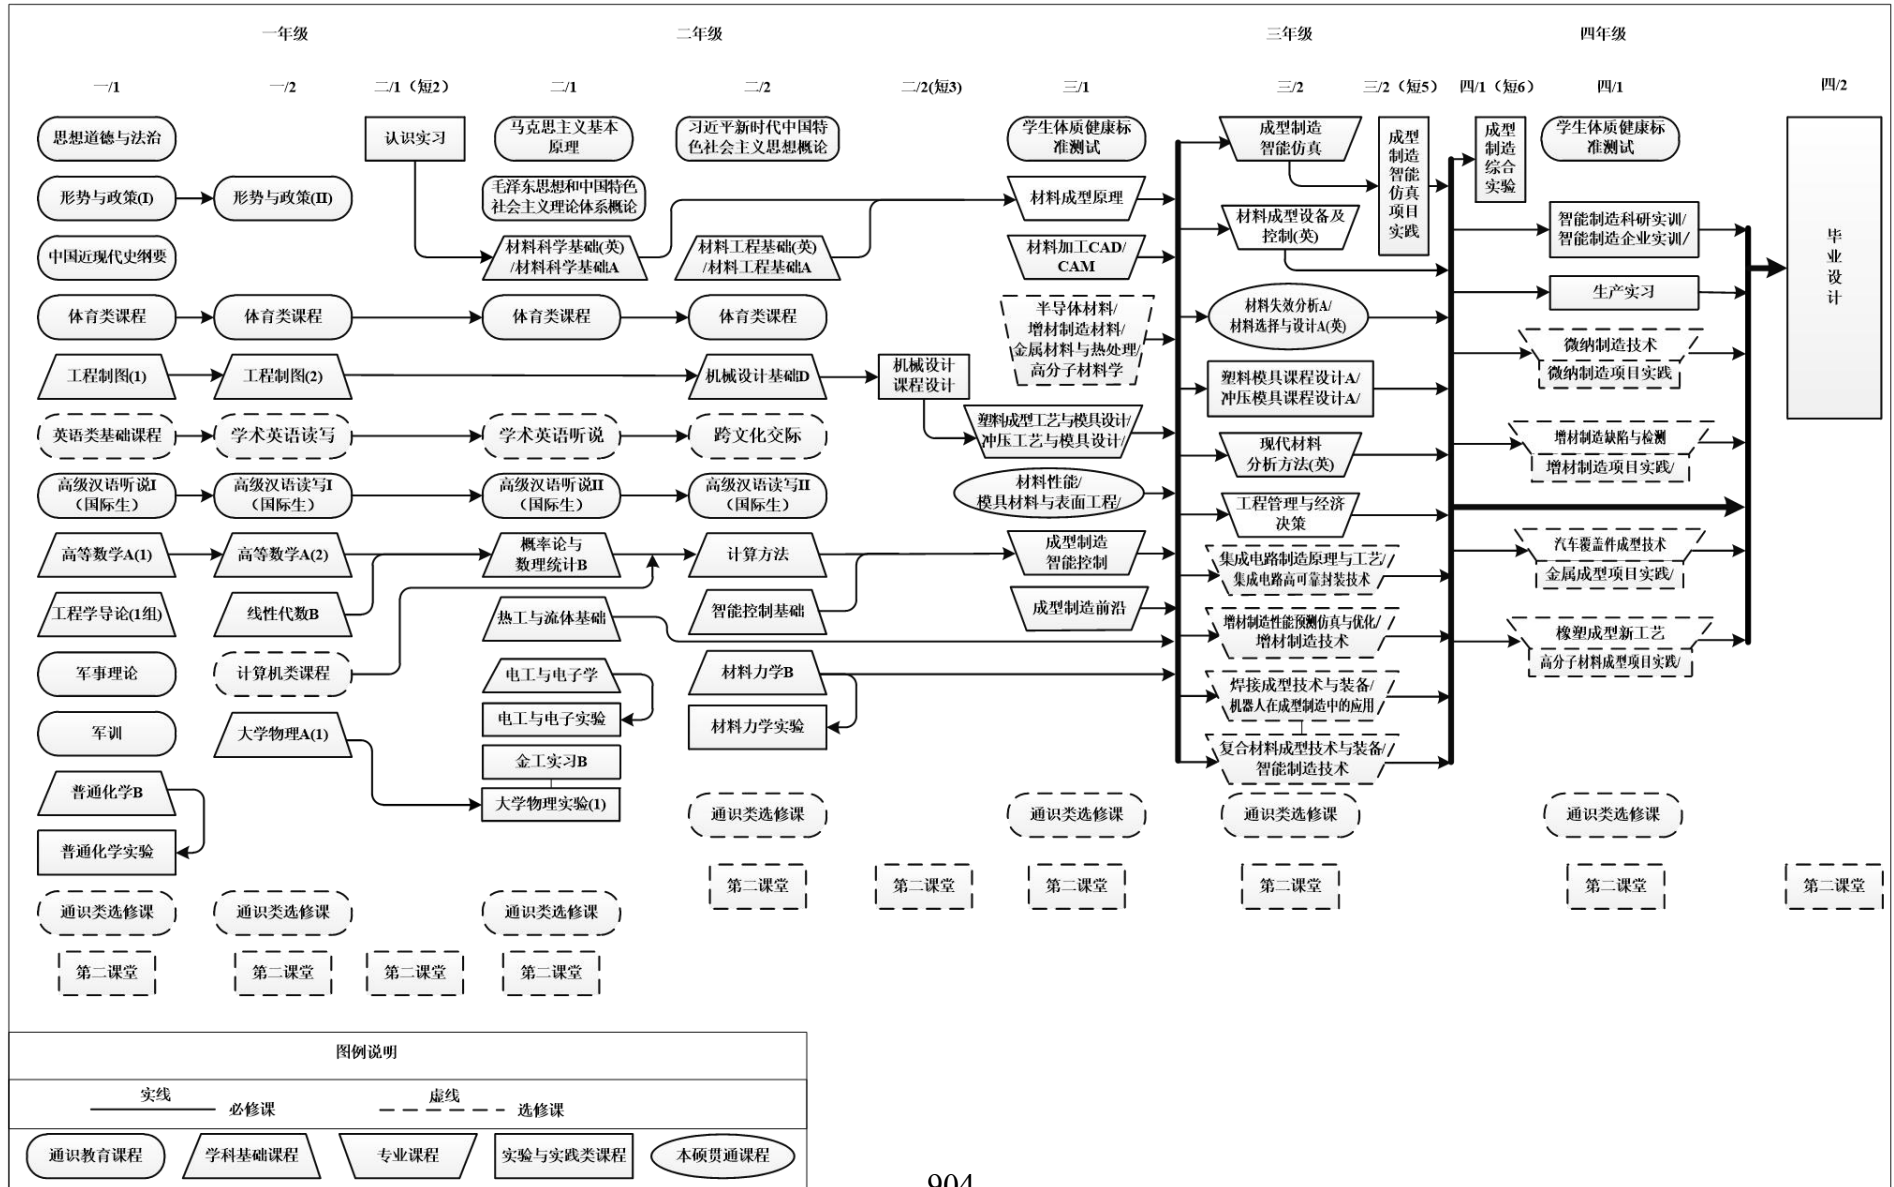 一年级
二年级
三年级
四年级
一/1
一/2
二/1（短2）
二/1
二/2
二/2(短3)
三/1
三/2
三/2（短5）
四/1（短6）
四/1
四/2
思想道德与法治
形势与政策(I)
中国近现代史纲要
体育类课程
工程制图(1)
英语类基础课程
高级汉语听说I
（国际生）
高等数学A(1)
工程学导论(1组)
军事理论
军训
普通化学B
普通化学实验
通识类选修课
第二课堂
形势与政策(II)
体育类课程
工程制图(2)
学术英语读写
高级汉语读写I
（国际生）
高等数学A(2)
线性代数B
计算机类课程
大学物理A(1)
通识类选修课
第二课堂
认识实习
第二课堂
马克思主义基本
原理
毛泽东思想和中国特色
社会主义理论体系概论
材料科学基础(英)
/材料科学基础A
体育类课程
学术英语听说
高级汉语听说II
（国际生）
概率论与
数理统计B
热工与流体基础
电工与电子学
电工与电子实验
金工实习B
大学物理实验(1)
通识类选修课
第二课堂
习近平新时代中国特
色社会主义思想概论
材料工程基础(英)
/材料工程基础A
体育类课程
机械设计基础D
跨文化交际
高级汉语读写II
（国际生）
计算方法
智能控制基础
材料力学B
材料力学实验
通识类选修课
第二课堂
机械设计
课程设计
第二课堂
学生体质健康标
准测试
材料成型原理
材料加工CAD/
CAM
半导体材料/
增材制造材料/
金属材料与热处理/
高分子材料学
塑料成型工艺与模具设计/
冲压工艺与模具设计/
材料性能/
模具材料与表面工程/
成型制造
智能控制
成型制造前沿
通识类选修课
第二课堂
成型制造
智能仿真
材料成型设备及
控制(英)
材料失效分析A/
材料选择与设计A(英)
塑料模具课程设计A/
冲压模具课程设计A/
现代材料
分析方法(英)
工程管理与经济
决策
集成电路制造原理与工艺/
集成电路高可靠封装技术
增材制造性能预测仿真与优化/
增材制造技术
焊接成型技术与装备/
机器人在成型制造中的应用
复合材料成型技术与装备/
智能制造技术
通识类选修课
第二课堂
成型
制造
智能
仿真
项目
实践
成型
制造
综合
实验
学生体质健康标
准测试
智能制造科研实训/
智能制造企业实训/
生产实习
微纳制造技术
微纳制造项目实践
增材制造缺陷与检测
增材制造项目实践/
汽车覆盖件成型技术
金属成型项目实践/
橡塑成型新工艺
高分子材料成型项目实践/
通识类选修课
第二课堂
毕
业
设
计
第二课堂
图例说明
实线
必修课
虚线
选修课
通识教育课程
学科基础课程
专业课程
实验与实践类课程
本硕贯通课程
904